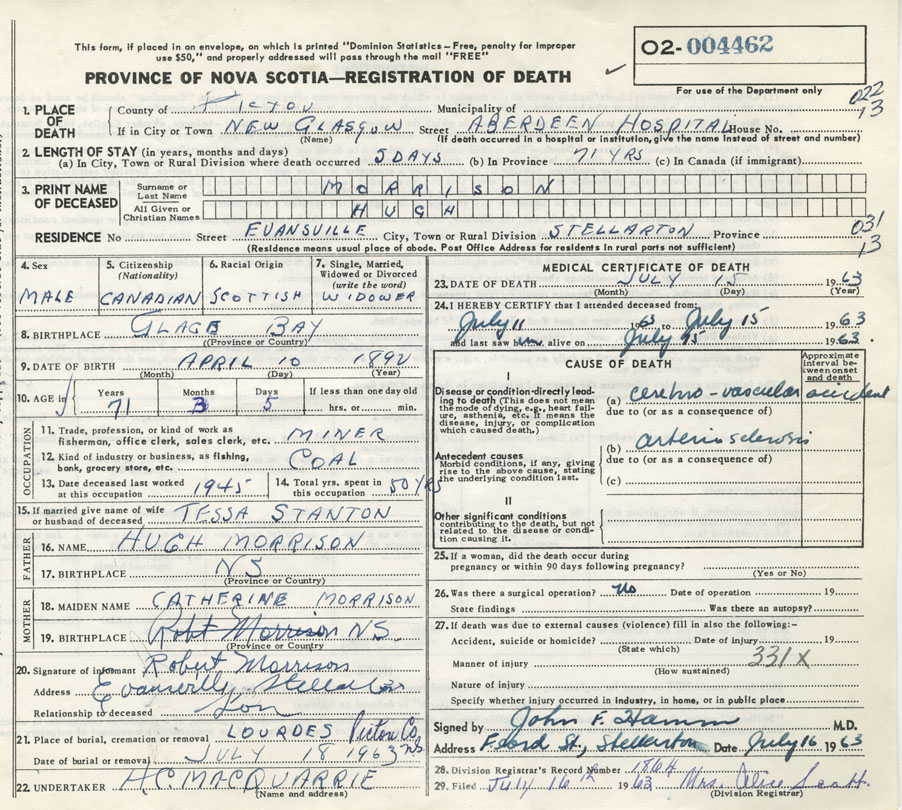 This form, if placed in an envelope, on which is printed "Dominion Statistics—Free, penalty for improper
use $50," and properly addressed will pass through the mail "FREE"
O2-004462
PROVINCE OF NOVA SCOTIA—REGISTRATION OF DEATH
For use of the Department only
022
13
1. PLACE OF DEATH
County of PICTOU Municipality of
If in City or Town NEW GLASGOW Street ABERDEEN HOSPITAL House No.
(Name) (If death occurred in a hospital or institution, give the name instead of street and number)
2. LENGTH OF STAY (in years, months and days)
(a) In City, Town or Rural Division where death occurred 5 DAYS (b) In Province 71 YRS (c) In Canada (if immigrant)
3. PRINT NAME OF DECEASED
Surname or Last Name MORRISON
All Given or Christian Names HUGH
RESIDENCE No Street EVANSVILLE City, Town or Rural Division STELLARTON Province
031
13
(Residence means usual place of abode. Post Office Address for residents in rural parts not sufficient)
4. Sex MALE
5. Citizenship (Nationality) CANADIAN
6. Racial Origin SCOTTISH
7. Single, Married, Widowed or Divorced (write the word) WIDOWER
8. BIRTHPLACE GLACE BAY
(Province or Country)
9. DATE OF BIRTH APRIL 10 1892
(Month) (Day) (Year)
10. AGE in Years 71 Months 3 Days 5 If less than one day old hrs. or min.
OCCUPATION
11. Trade, profession, or kind of work as fisherman, office clerk, sales clerk, etc. MINER
12. Kind of industry or business, as fishing, bank, grocery store, etc. COAL
13. Date deceased last worked at this occupation 1945
14. Total yrs. spent in this occupation 50 YRS
15. If married give name of wife or husband of deceased TESSA STANTON
FATHER
16. NAME HUGH MORRISON
17. BIRTHPLACE NS
(Province or Country)
MOTHER
18. MAIDEN NAME CATHERINE MORRISON
19. BIRTHPLACE Robt Morrison N.S.
(Province or Country)
20. Signature of informant Robert Morrison
Address Evansville, Stellarton
Relationship to deceased Son
21. Place of burial, cremation or removal LOURDES Pictou Co
Date of burial or removal JULY 18 1963 NS
22. UNDERTAKER H.C. MACQUARRIE
(Name and address)
MEDICAL CERTIFICATE OF DEATH
23. DATE OF DEATH JULY 15 1963
(Month) (Day) (Year)
24. I HEREBY CERTIFY that I attended deceased from:
July 11 1963 to July 15 1963
and last saw him alive on July 15 1963.
CAUSE OF DEATH
Approximate interval between onset and death
I
Disease or condition-directly leading to death (This does not mean the mode of dying, e.g., heart failure, asthenia, etc. It means the disease, injury, or complication which caused death.)
(a) cerebro-vascular accident
due to (or as a consequence of)
Antecedent causes
Morbid conditions, if any, giving rise to the above cause, stating the underlying condition last.
(b) arteriosclerosis
due to (or as a consequence of)
(c)
II
Other significant conditions contributing to the death, but not related to the disease or condition causing it.
25. If a woman, did the death occur during pregnancy or within 90 days following pregnancy?
(Yes or No)
26. Was there a surgical operation? No Date of operation 19
State findings Was there an autopsy?
27. If death was due to external causes (violence) fill in also the following:-
Accident, suicide or homicide? Date of injury 19
(State which)
Manner of injury 331X
(How sustained)
Nature of injury
Specify whether injury occurred in industry, in home, or in public place
Signed by John F. Hamm M.D.
Address Foord St., Stellarton Date July 16 1963
28. Division Registrar's Record Number 1864
29. Filed July 16 1963 Mrs. Alice Scott
(Division Registrar)